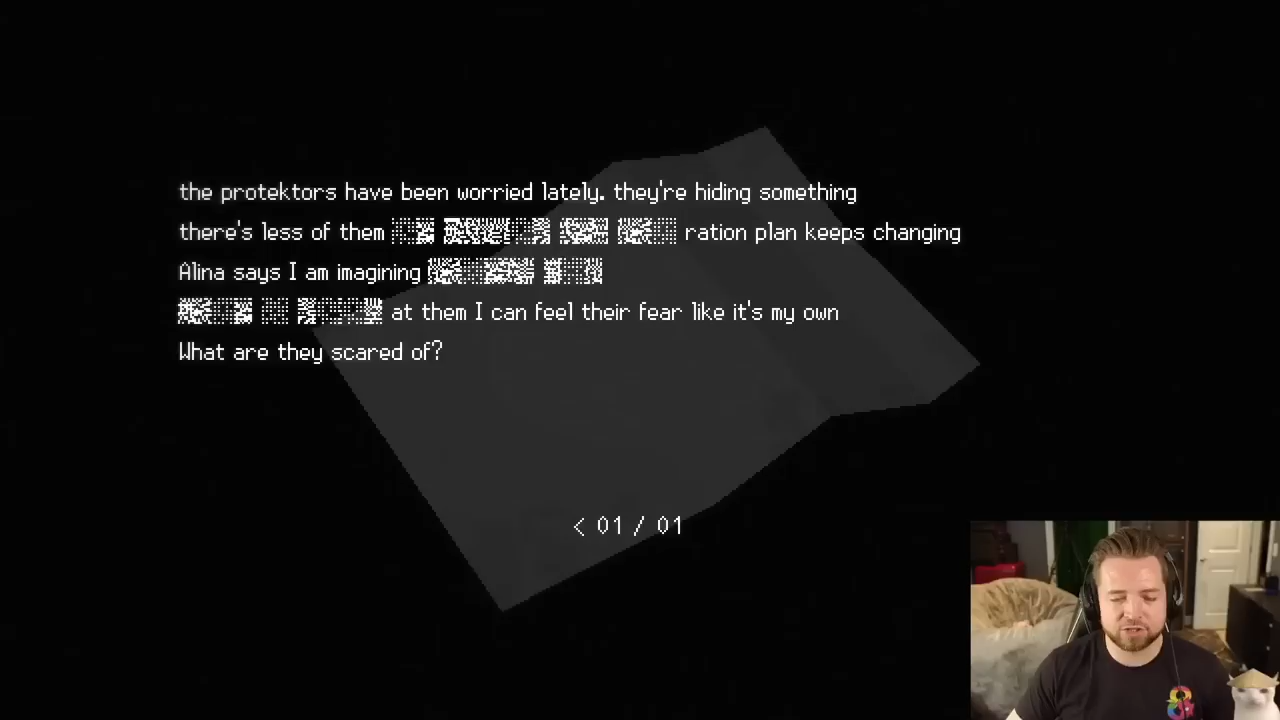 the protektors have been worried lately. they're hiding something
there's less of them ration plan keeps changing
Alina says I am imagining
at them I can feel their fear like it's my own
What are they scared of?
< 01 / 01